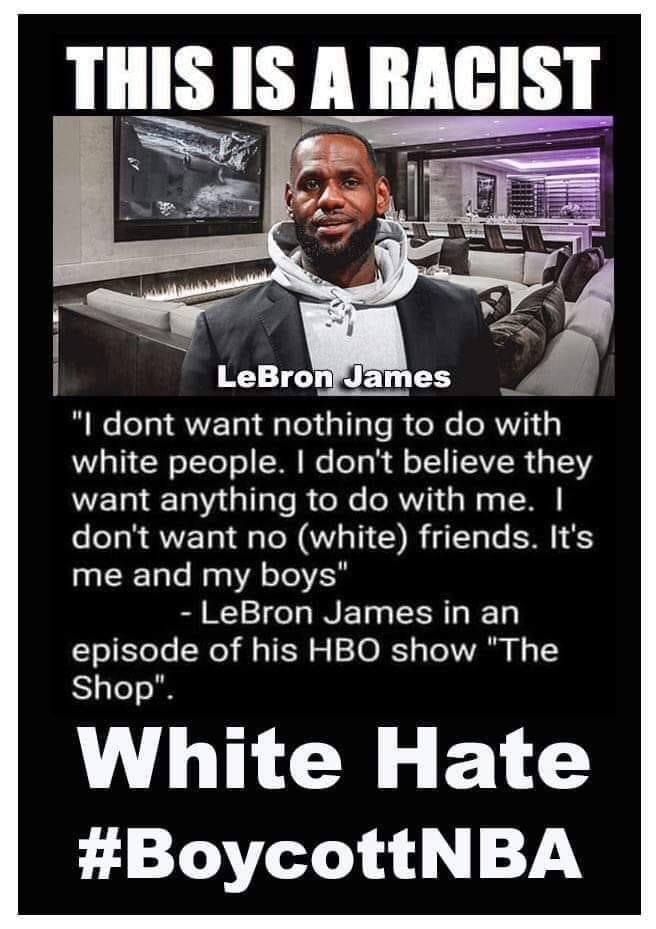 THIS IS A RACIST
LeBron James
"I dont want nothing to do with
white people. I don't believe they
want anything to do with me.  I
don't want no (white) friends. It's
me and my boys"
- LeBron James in an
episode of his HBO show "The
Shop".
White Hate
#BoycottNBA